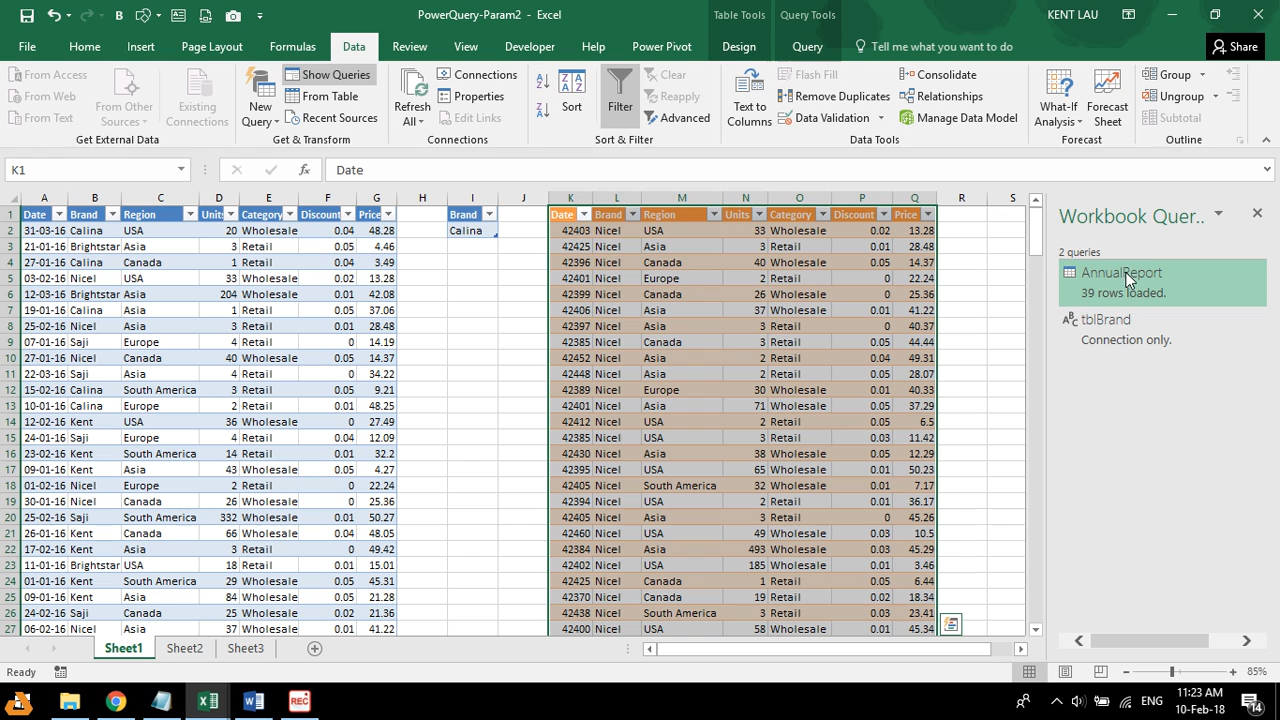 PowerQuery-Param2 - Excel
Table Tools
Query Tools
KENT LAU
File Home Insert Page Layout Formulas Data Review View Developer Help Power Pivot Design Query Tell me what you want to do Share
From Access
From Web
From Text
From Other Sources
Existing Connections
Get External Data
New Query
Show Queries
From Table
Recent Sources
Get & Transform
Refresh All
Connections
Properties
Edit Links
Connections
Sort
Filter
Clear
Reapply
Advanced
Sort & Filter
Text to Columns
Flash Fill
Remove Duplicates
Data Validation
Consolidate
Relationships
Manage Data Model
Data Tools
What-If Analysis
Forecast Sheet
Forecast
Group
Ungroup
Subtotal
Outline
K1
Date
A B C D E F G H I J K L M N O P Q R S
1 Date Brand Region Units Category Discount Price Brand Date Brand Region Units Category Discount Price
2 31-03-16 Calina USA 20 Wholesale 0.04 48.28 Calina 42403 Nicel USA 33 Wholesale 0.02 13.28
3 21-01-16 Brightstar Asia 3 Retail 0.05 4.46 42425 Nicel Asia 3 Retail 0.01 28.48
4 27-01-16 Calina Canada 1 Retail 0.04 3.49 42396 Nicel Canada 40 Wholesale 0.05 14.37
5 03-02-16 Nicel USA 33 Wholesale 0.02 13.28 42401 Nicel Europe 2 Retail 0 22.24
6 12-03-16 Brightstar Asia 204 Wholesale 0.01 42.08 42399 Nicel Canada 26 Wholesale 0 25.36
7 19-01-16 Calina Asia 1 Retail 0.05 37.06 42406 Nicel Asia 37 Wholesale 0.01 41.22
8 25-02-16 Nicel Asia 3 Retail 0.01 28.48 42397 Nicel Asia 3 Retail 0 40.37
9 07-01-16 Saji Europe 4 Retail 0 14.19 42385 Nicel Canada 3 Retail 0.05 44.44
10 27-01-16 Nicel Canada 40 Wholesale 0.05 14.37 42452 Nicel Asia 2 Retail 0.04 49.31
11 22-03-16 Saji Asia 4 Retail 0 34.22 42448 Nicel Asia 2 Retail 0.05 28.07
12 15-02-16 Calina South America 3 Retail 0.05 9.21 42389 Nicel Europe 30 Wholesale 0.01 40.33
13 10-01-16 Calina Europe 2 Retail 0.01 48.25 42401 Nicel Asia 71 Wholesale 0.05 37.29
14 12-02-16 Kent USA 36 Wholesale 0 27.49 42412 Nicel USA 2 Retail 0.05 6.5
15 24-01-16 Saji Europe 4 Retail 0.04 12.09 42385 Nicel USA 3 Retail 0.03 11.42
16 23-02-16 Kent South America 14 Retail 0.01 32.2 42430 Nicel Asia 38 Wholesale 0.05 12.29
17 09-01-16 Kent Asia 43 Wholesale 0.05 4.27 42395 Nicel USA 65 Wholesale 0.01 50.23
18 01-02-16 Nicel Europe 2 Retail 0 22.24 42405 Nicel South America 32 Wholesale 0.01 7.17
19 30-01-16 Nicel Canada 26 Wholesale 0 25.36 42394 Nicel USA 2 Retail 0.01 36.17
20 25-02-16 Saji South America 332 Wholesale 0.01 50.27 42405 Nicel Asia 3 Retail 0 45.26
21 26-01-16 Kent Canada 66 Wholesale 0.04 48.05 42460 Nicel USA 49 Wholesale 0.03 10.5
22 17-02-16 Kent Asia 3 Retail 0 49.42 42384 Nicel Asia 493 Wholesale 0.03 45.29
23 11-01-16 Brightstar USA 18 Retail 0.01 15.01 42402 Nicel USA 185 Wholesale 0.01 3.46
24 01-01-16 Kent South America 29 Wholesale 0.05 45.31 42425 Nicel Canada 1 Retail 0.05 6.44
25 09-01-16 Kent Asia 84 Wholesale 0.05 21.28 42370 Nicel Canada 19 Retail 0.02 18.34
26 24-02-16 Saji Canada 25 Wholesale 0.02 21.36 42438 Nicel South America 3 Retail 0.03 23.41
27 06-02-16 Nicel Asia 37 Wholesale 0.01 41.22 42400 Nicel USA 58 Wholesale 0.01 45.34
Workbook Quer..
2 queries
AnnualReport
39 rows loaded.
tblBrand
Connection only.
Sheet1 Sheet2 Sheet3
Ready
85%
REC
ENG
11:23 AM
10-Feb-18
14